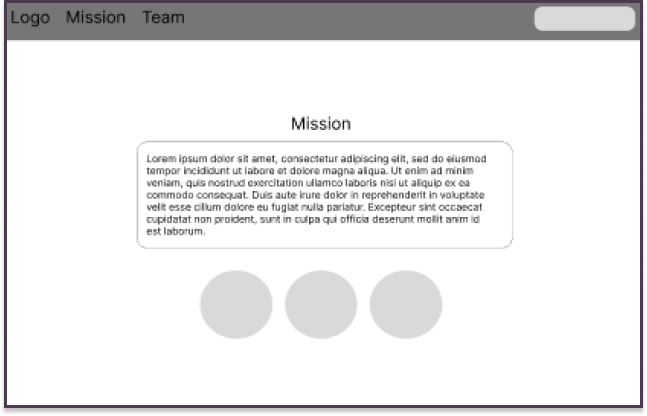 Logo Mission Team
Mission
Lorem ipsum dolor sit amet, consectetur adipiscing elit, sed do eiusmod
tempor incididunt ut labore et dolore magna aliqua. Ut enim ad minim
veniam, quis nostrud exercitation ullamco laboris nisi ut aliquip ex ea
commodo consequat. Duis aute irure dolor in reprehenderit in voluptate
velit esse cillum dolore eu fugiat nulla pariatur. Excepteur sint occaecat
cupidatat non proident, sunt in culpa qui officia deserunt mollit anim id
est laborum.